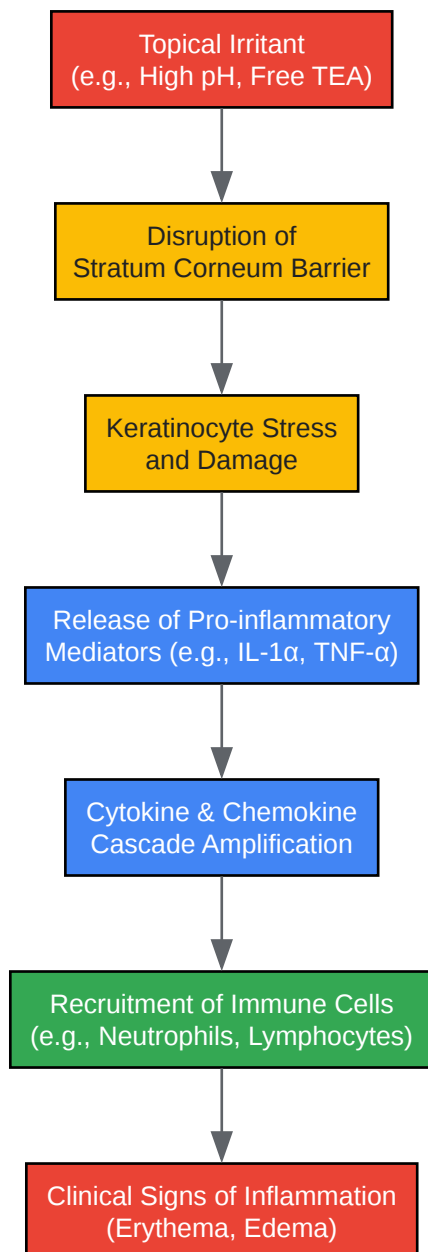 Topical Irritant
(e.g., High pH, Free TEA)
Disruption of
Stratum Corneum Barrier
Keratinocyte Stress
and Damage
Release of Pro-inflammatory
Mediators (e.g., IL-1α, TNF-α)
Cytokine & Chemokine
Cascade Amplification
Recruitment of Immune Cells
(e.g., Neutrophils, Lymphocytes)
Clinical Signs of Inflammation
(Erythema, Edema)